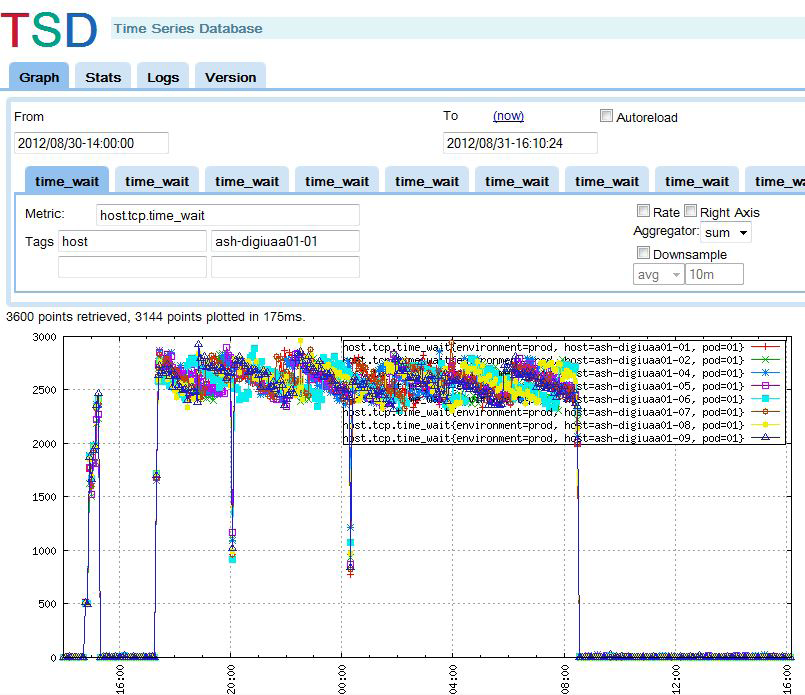 TSD Time Series Database
Graph Stats Logs Version
From To (now) Autoreload
2012/08/30-14:00:00 2012/08/31-16:10:24
time_wait time_wait time_wait time_wait time_wait time_wait time_wait time_wait time_wa
Metric: host.tcp.time_wait Rate Right Axis
Tags host ash-digiuaa01-01 Aggregator: sum
Downsample
avg 10m
3600 points retrieved, 3144 points plotted in 175ms.
3000
host.tcp.time_wait{environment=prod, host=ash-digiuaa01-01, pod=01}
host.tcp.time_wait{environment=prod, host=ash-digiuaa01-02, pod=01}
host.tcp.time_wait{environment=prod, host=ash-digiuaa01-04, pod=01}
host.tcp.time_wait{environment=prod, host=ash-digiuaa01-05, pod=01}
host.tcp.time_wait{environment=prod, host=ash-digiuaa01-06, pod=01}
host.tcp.time_wait{environment=prod, host=ash-digiuaa01-07, pod=01}
host.tcp.time_wait{environment=prod, host=ash-digiuaa01-08, pod=01}
host.tcp.time_wait{environment=prod, host=ash-digiuaa01-09, pod=01}
2500
2000
1500
1000
500
0
16:00 20:00 00:00 04:00 08:00 12:00 16:00